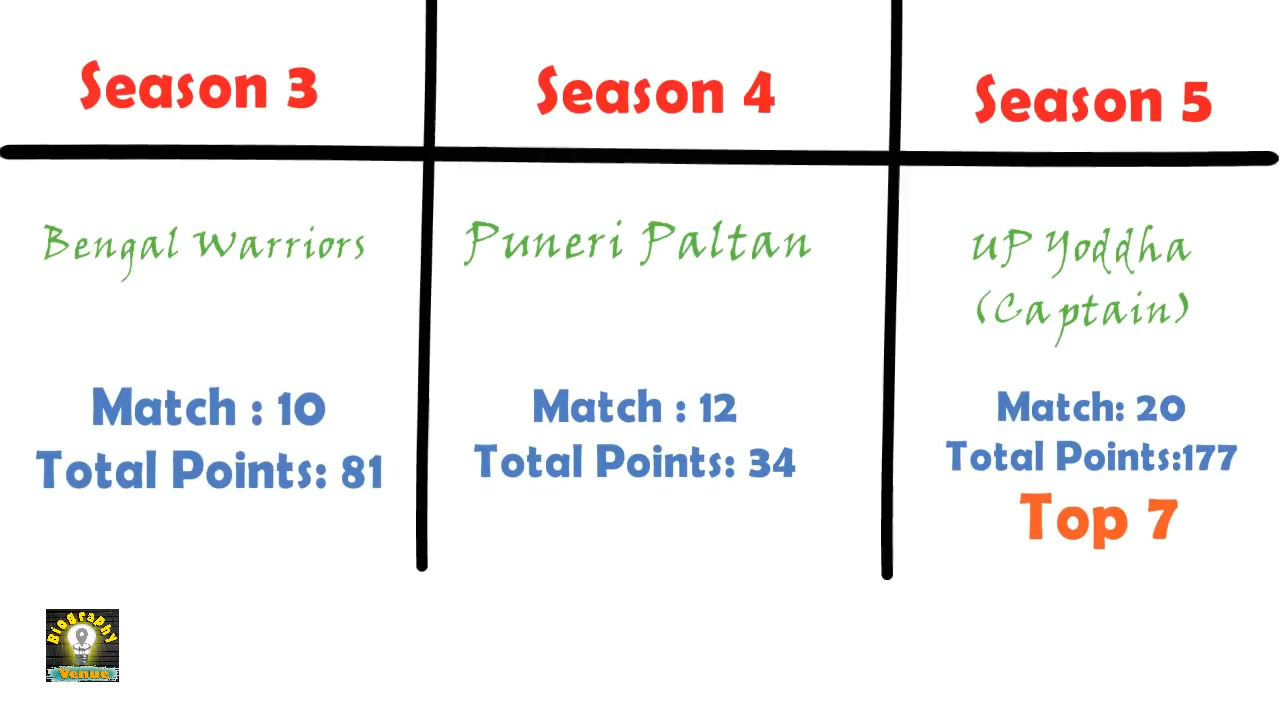 Season 3
Season 4
Season 5
Bengal Warriors
Puneri Paltan
UP Yoddha
(Captain)
Match : 10
Total Points: 81
Match : 12
Total Points: 34
Match: 20
Total Points:177
Top 7
Biography
Venue